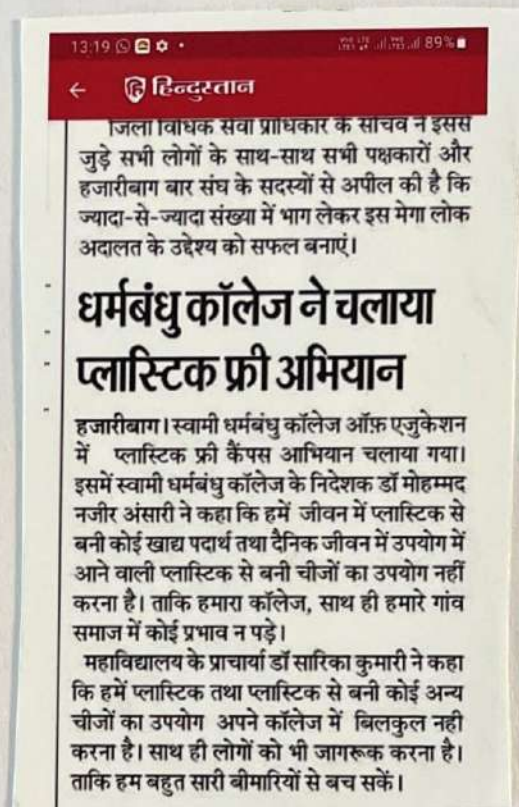 13:19
89%
हिन्दुस्तान
जिला विधिक सेवा प्राधिकार के सचिव ने इससे
जुड़े सभी लोगों के साथ-साथ सभी पक्षकारों और
हजारीबाग बार संघ के सदस्यों से अपील की है कि
ज्यादा-से-ज्यादा संख्या में भाग लेकर इस मेगा लोक
अदालत के उद्देश्य को सफल बनाएं।
धर्मबंधु कॉलेज ने चलाया
प्लास्टिक फ्री अभियान
हजारीबाग। स्वामी धर्मबंधु कॉलेज ऑफ़ एजुकेशन
में प्लास्टिक फ्री कैंपस आभियान चलाया गया।
इसमें स्वामी धर्मबंधु कॉलेज के निदेशक डॉ मोहम्मद
नजीर अंसारी ने कहा कि हमें जीवन में प्लास्टिक से
बनी कोई खाद्य पदार्थ तथा दैनिक जीवन में उपयोग में
आने वाली प्लास्टिक से बनी चीजों का उपयोग नहीं
करना है। ताकि हमारा कॉलेज, साथ ही हमारे गांव
समाज में कोई प्रभाव न पड़े।
महाविद्यालय के प्राचार्या डॉ सारिका कुमारी ने कहा
कि हमें प्लास्टिक तथा प्लास्टिक से बनी कोई अन्य
चीजों का उपयोग अपने कॉलेज में बिलकुल नही
करना है। साथ ही लोगों को भी जागरूक करना है।
ताकि हम बहुत सारी बीमारियों से बच सकें।